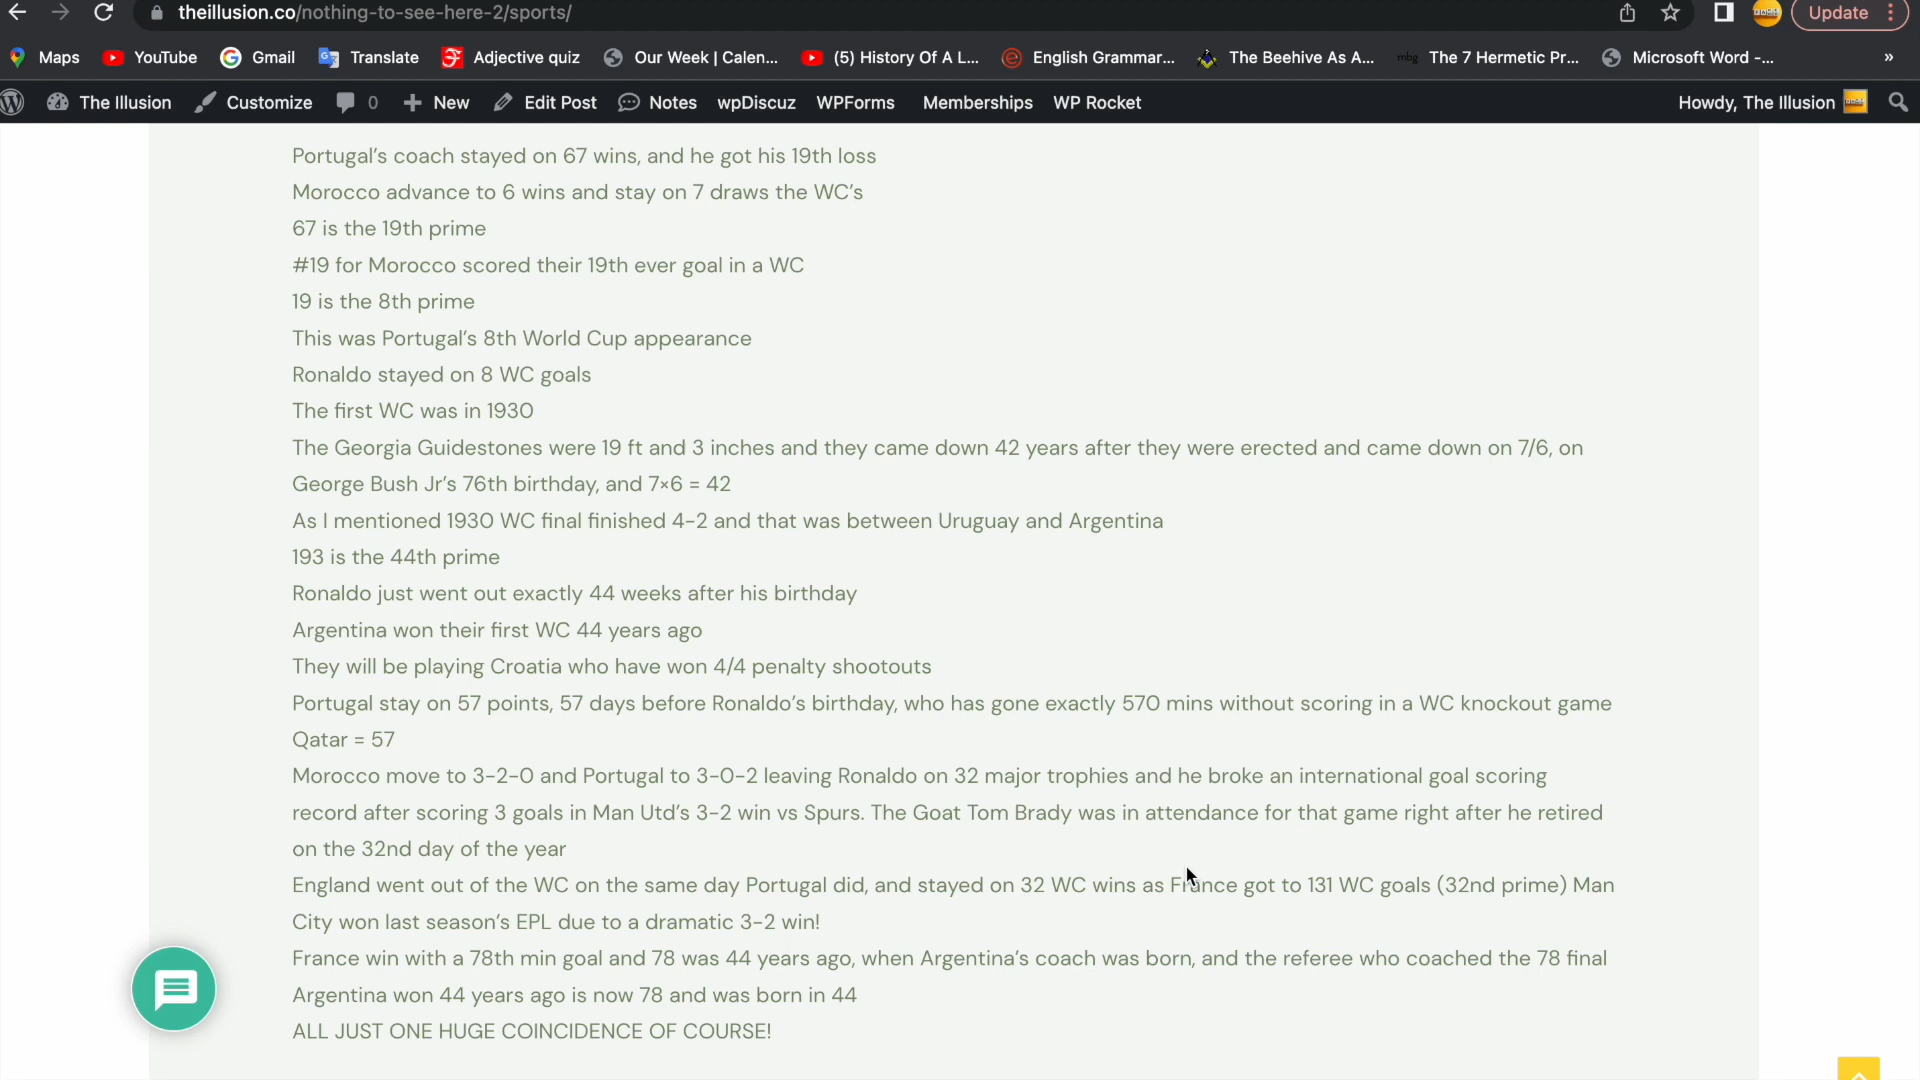 theillusion.co/nothing-to-see-here-2/sports/
Update
Maps YouTube Gmail Translate Adjective quiz Our Week | Calen... (5) History Of A L... English Grammar... mbg The Beehive As A... The 7 Hermetic Pr... Microsoft Word -... »
The Illusion Customize 0 New Edit Post Notes wpDiscuz WPForms Memberships WP Rocket Howdy, The Illusion
Portugal's coach stayed on 67 wins, and he got his 19th loss
Morocco advance to 6 wins and stay on 7 draws the WC's
67 is the 19th prime
#19 for Morocco scored their 19th ever goal in a WC
19 is the 8th prime
This was Portugal's 8th World Cup appearance
Ronaldo stayed on 8 WC goals
The first WC was in 1930
The Georgia Guidestones were 19 ft and 3 inches and they came down 42 years after they were erected and came down on 7/6, on
George Bush Jr's 76th birthday, and 7×6 = 42
As I mentioned 1930 WC final finished 4-2 and that was between Uruguay and Argentina
193 is the 44th prime
Ronaldo just went out exactly 44 weeks after his birthday
Argentina won their first WC 44 years ago
They will be playing Croatia who have won 4/4 penalty shootouts
Portugal stay on 57 points, 57 days before Ronaldo's birthday, who has gone exactly 570 mins without scoring in a WC knockout game
Qatar = 57
Morocco move to 3-2-0 and Portugal to 3-0-2 leaving Ronaldo on 32 major trophies and he broke an international goal scoring
record after scoring 3 goals in Man Utd's 3-2 win vs Spurs. The Goat Tom Brady was in attendance for that game right after he retired
on the 32nd day of the year
England went out of the WC on the same day Portugal did, and stayed on 32 WC wins as France got to 131 WC goals (32nd prime) Man
City won last season's EPL due to a dramatic 3-2 win!
France win with a 78th min goal and 78 was 44 years ago, when Argentina's coach was born, and the referee who coached the 78 final
Argentina won 44 years ago is now 78 and was born in 44
ALL JUST ONE HUGE COINCIDENCE OF COURSE!